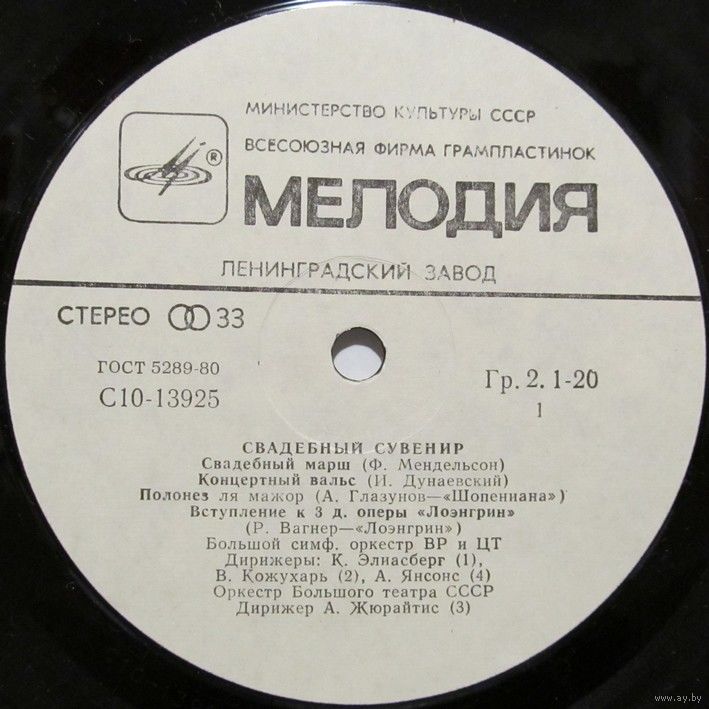 МИНИСТЕРСТВО КУЛЬТУРЫ СССР
ВСЕСОЮЗНАЯ ФИРМА ГРАМПЛАСТИНОК
®
МЕЛОДИЯ
ЛЕНИНГРАДСКИЙ ЗАВОД
СТЕРЕО 33
ГОСТ 5289-80
С10-13925
Гр. 2. 1-20
1
СВАДЕБНЫЙ СУВЕНИР
Свадебный марш (Ф. Мендельсон)
Концертный вальс (И. Дунаевский)
Полонез ля мажор (А. Глазунов—«Шопениана»)
Вступление к 3 д. оперы «Лоэнгрин»
(Р. Вагнер—«Лоэнгрин»)
Большой симф. оркестр ВР и ЦТ
Дирижеры: К. Элиасберг (1),
В. Кожухарь (2), А. Янсонс (4)
Оркестр Большого театра СССР
Дирижер А. Жюрайтис (3)
www.ay.by